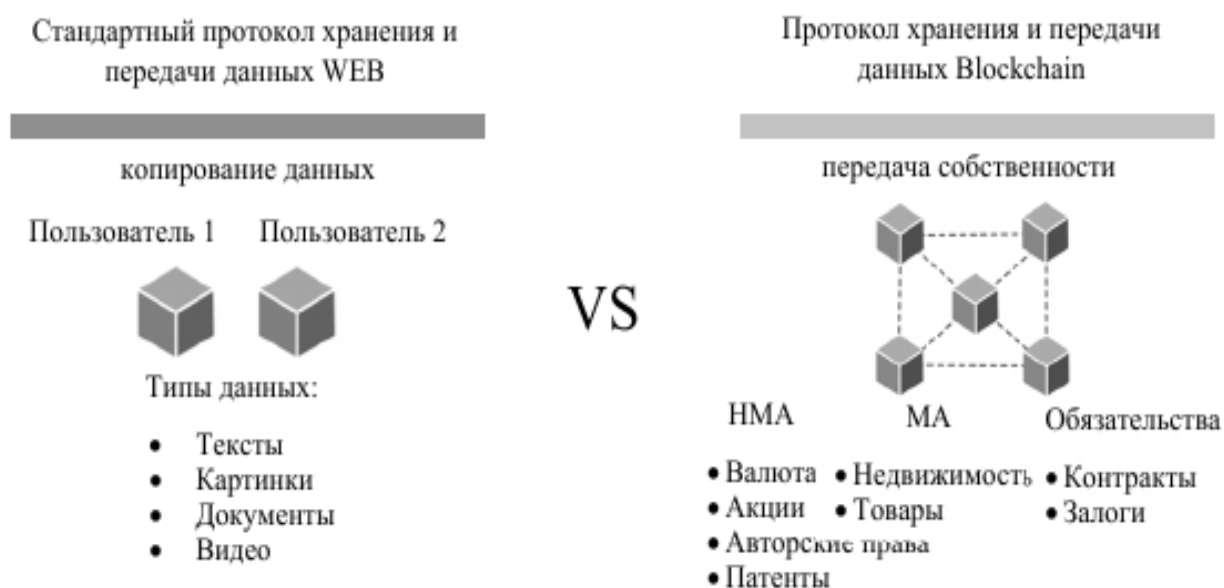 Стандартный протокол хранения и
передачи данных WEB
копирование данных
Пользователь 1 Пользователь 2
Типы данных:
• Тексты
• Картинки
• Документы
• Видео
VS
Протокол хранения и передачи
данных Blockchain
передача собственности
НМА МА Обязательства
• Валюта • Недвижимость • Контракты
• Акции • Товары • Залоги
• Авторские права
• Патенты